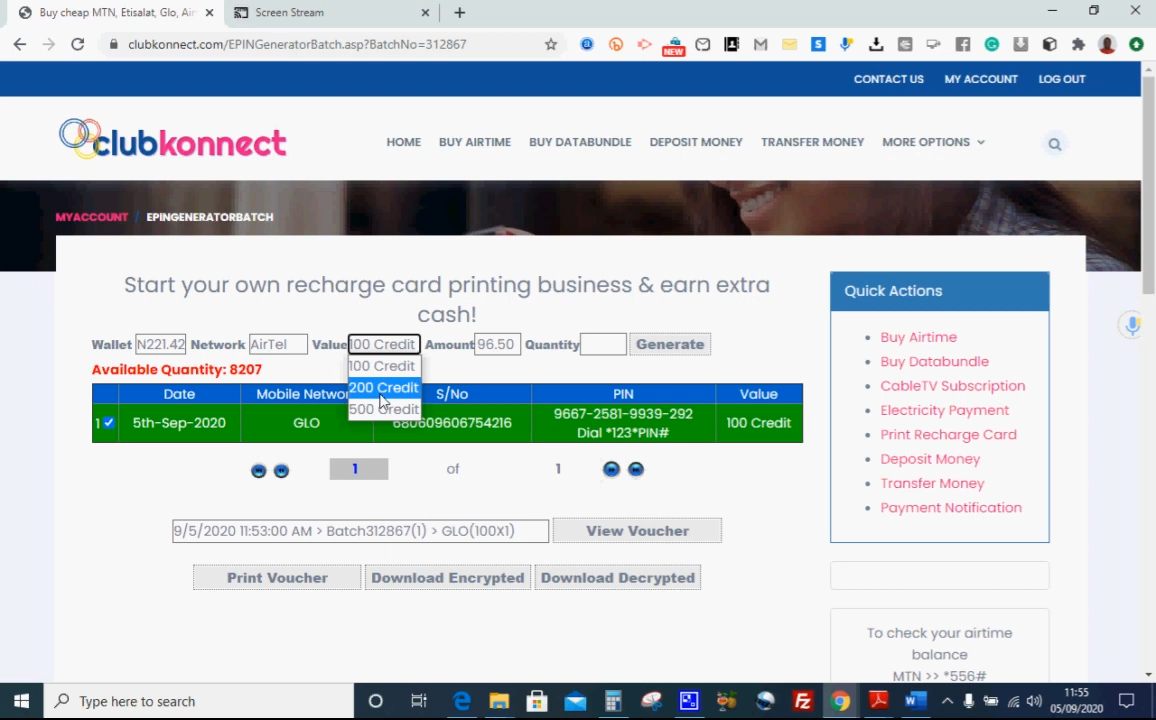 Buy cheap MTN, Etisalat, Glo, Air
Screen Stream
clubkonnect.com/EPINGeneratorBatch.asp?BatchNo=312867
NEW
CONTACT US MY ACCOUNT LOG OUT
clubkonnect
HOME BUY AIRTIME BUY DATABUNDLE DEPOSIT MONEY TRANSFER MONEY MORE OPTIONS
MYACCOUNT / EPINGENERATORBATCH
Start your own recharge card printing business & earn extra
cash!
Wallet N221.42 Network AirTel Value 100 Credit Amount 96.50 Quantity Generate
100 Credit
200 Credit
500 Credit
Available Quantity: 8207
Date Mobile Networ S/No PIN Value
1 5th-Sep-2020 GLO 680609606754216 9667-2581-9939-292 100 Credit
Dial *123*PIN#
1 of 1
9/5/2020 11:53:00 AM > Batch312867(1) > GLO(100X1) View Voucher
Print Voucher Download Encrypted Download Decrypted
Quick Actions
Buy Airtime
Buy Databundle
CableTV Subscription
Electricity Payment
Print Recharge Card
Deposit Money
Transfer Money
Payment Notification
To check your airtime
balance
MTN >> *556#
Type here to search
11:55
05/09/2020